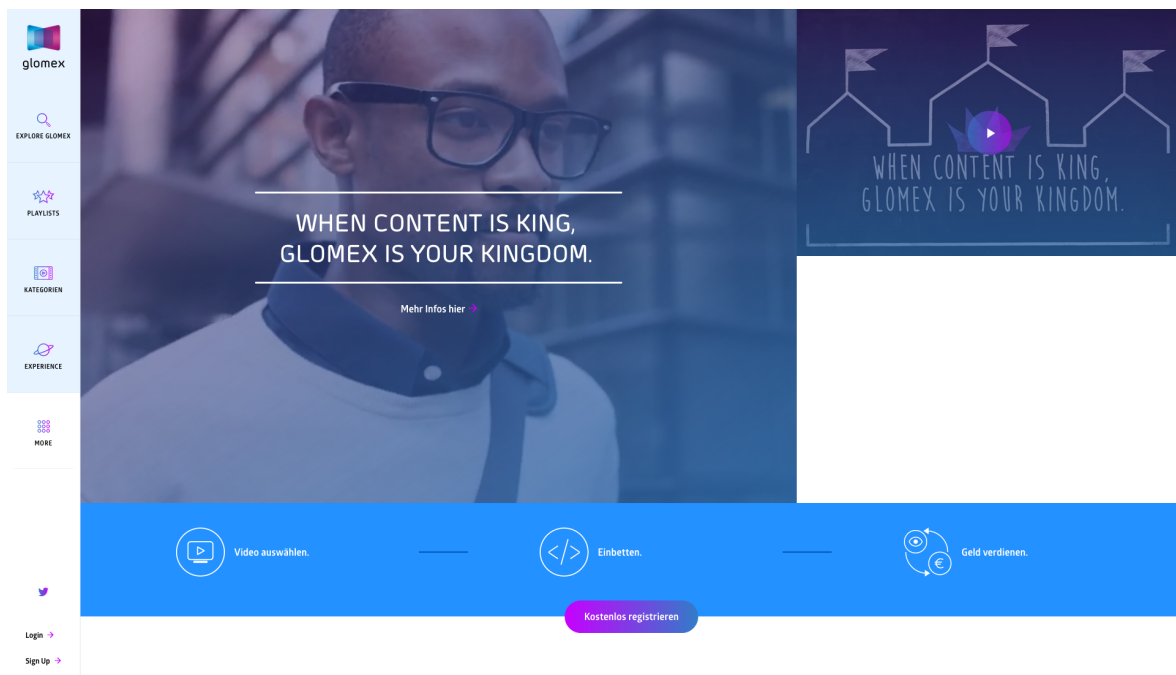 glomex
EXPLORE GLOMEX
PLAYLISTS
KATEGORIEN
EXPERIENCE
MORE
Login
Sign Up
WHEN CONTENT IS KING,
GLOMEX IS YOUR KINGDOM.
Mehr Infos hier
WHEN CONTENT IS KING,
GLOMEX IS YOUR KINGDOM.
Video auswählen.
</> Einbetten.
€ Geld verdienen.
Kostenlos registrieren